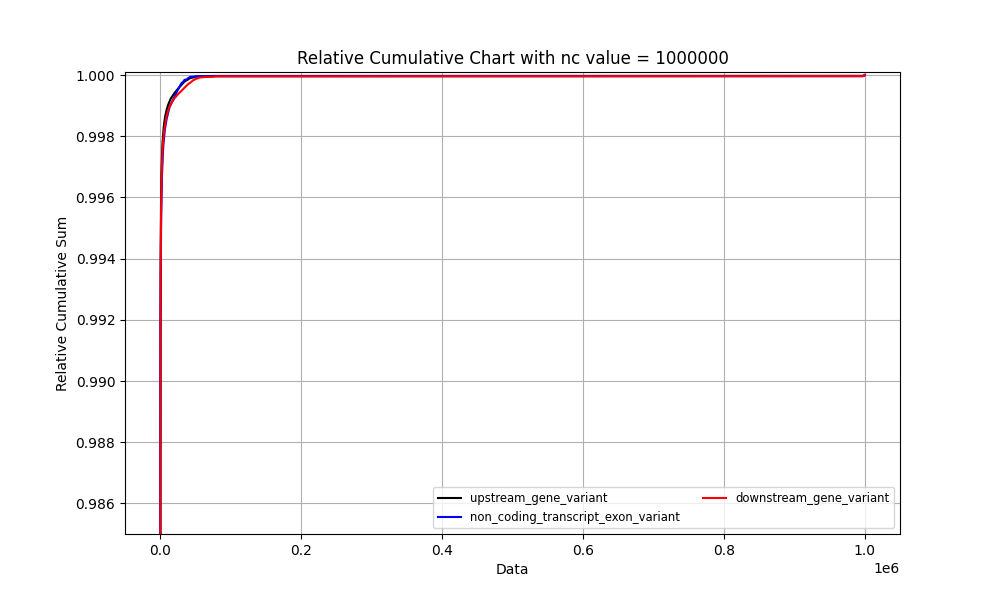 Relative Cumulative Chart with nc value = 1000000
1.000
0.998
0.996
0.994
0.992
0.990
0.988
0.986
Relative Cumulative Sum
upstream_gene_variant
non_coding_transcript_exon_variant
downstream_gene_variant
0.0 0.2 0.4 0.6 0.8 1.0
1e6
Data